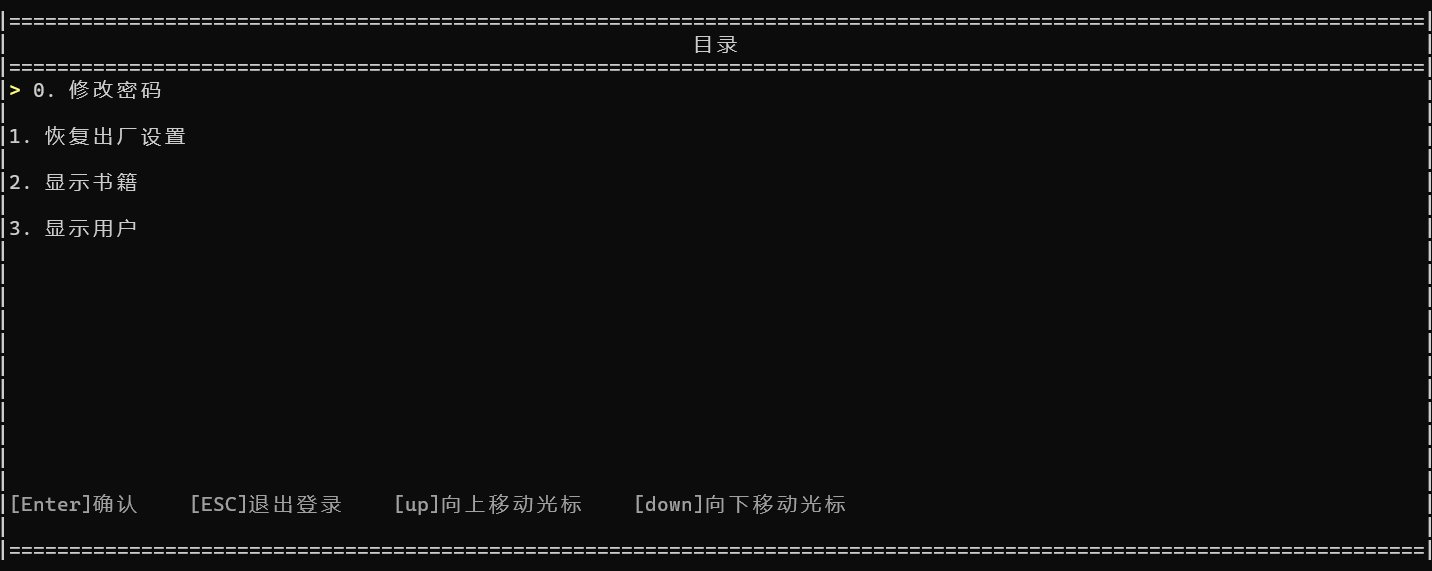 目录
> 0. 修改密码
1. 恢复出厂设置
2. 显示书籍
3. 显示用户
[Enter]确认    [ESC]退出登录    [up]向上移动光标    [down]向下移动光标